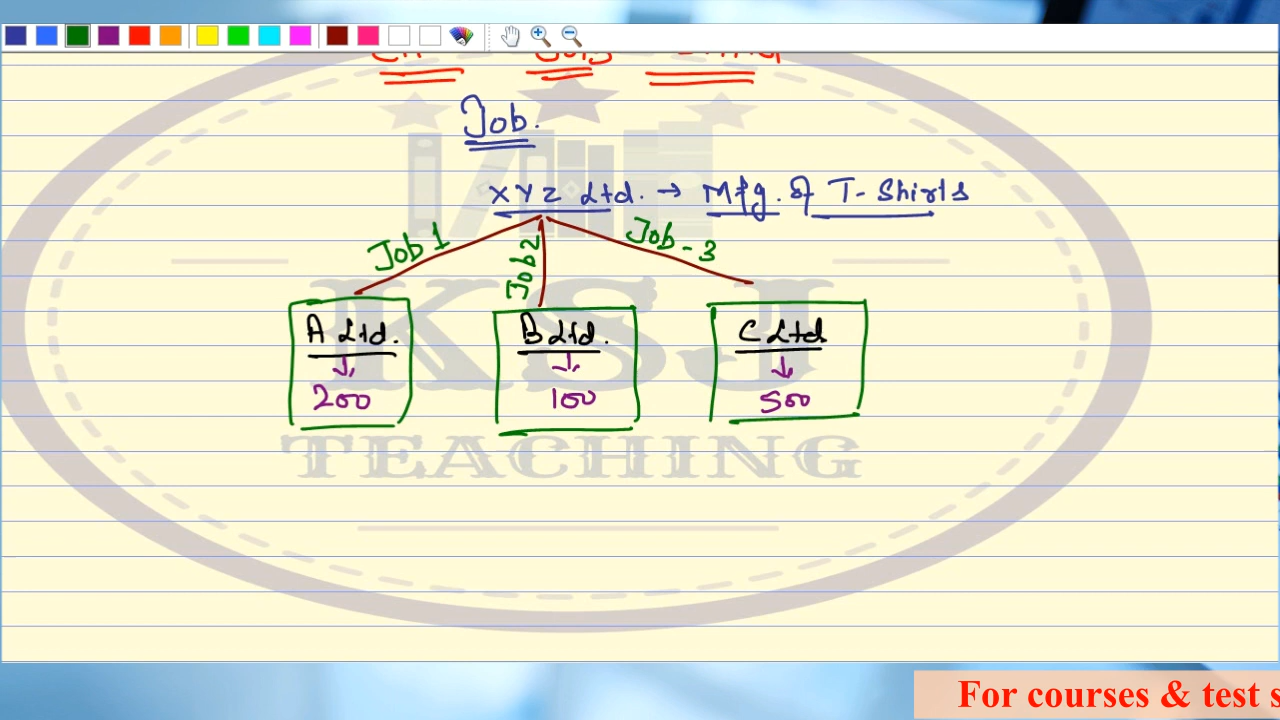 Job.
XYZ Ltd. → Mfg. of T-Shirts
Job 1 Job 2 Job-3
A Ltd. B Ltd. C Ltd
↓ ↓ ↓
200 100 500
KSJ
TEACHING
For courses & test s